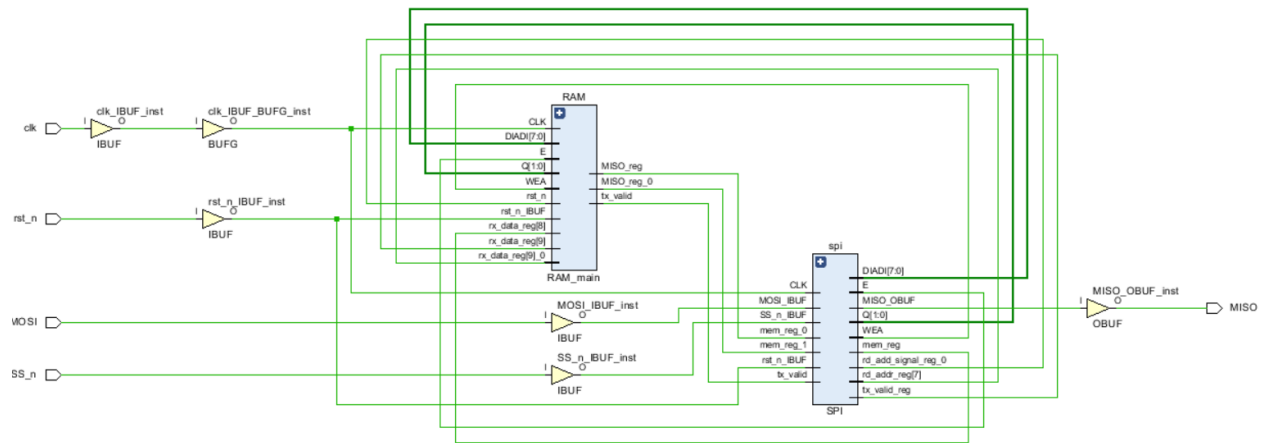 clk
clk_IBUF_inst
I
O
IBUF
clk_IBUF_BUFG_inst
I
O
BUFG
rst_n
rst_n_IBUF_inst
I
O
IBUF
MOSI
MOSI_IBUF_inst
I
O
IBUF
SS_n
SS_n_IBUF_inst
I
O
IBUF
RAM
CLK
DIADI[7:0]
E
Q[1:0]
WEA
rst_n
rst_n_IBUF
rx_data_reg[8]
rx_data_reg[9]
rx_data_reg[9]_0
MISO_reg
MISO_reg_0
tx_valid
RAM_main
spi
CLK
MOSI_IBUF
SS_n_IBUF
mem_reg_0
mem_reg_1
rst_n_IBUF
tx_valid
DIADI[7:0]
E
MISO_OBUF
Q[1:0]
WEA
mem_reg
rd_add_signal_reg_0
rd_addr_reg[7]
tx_valid_reg
SPI
MISO_OBUF_inst
I
O
OBUF
MISO